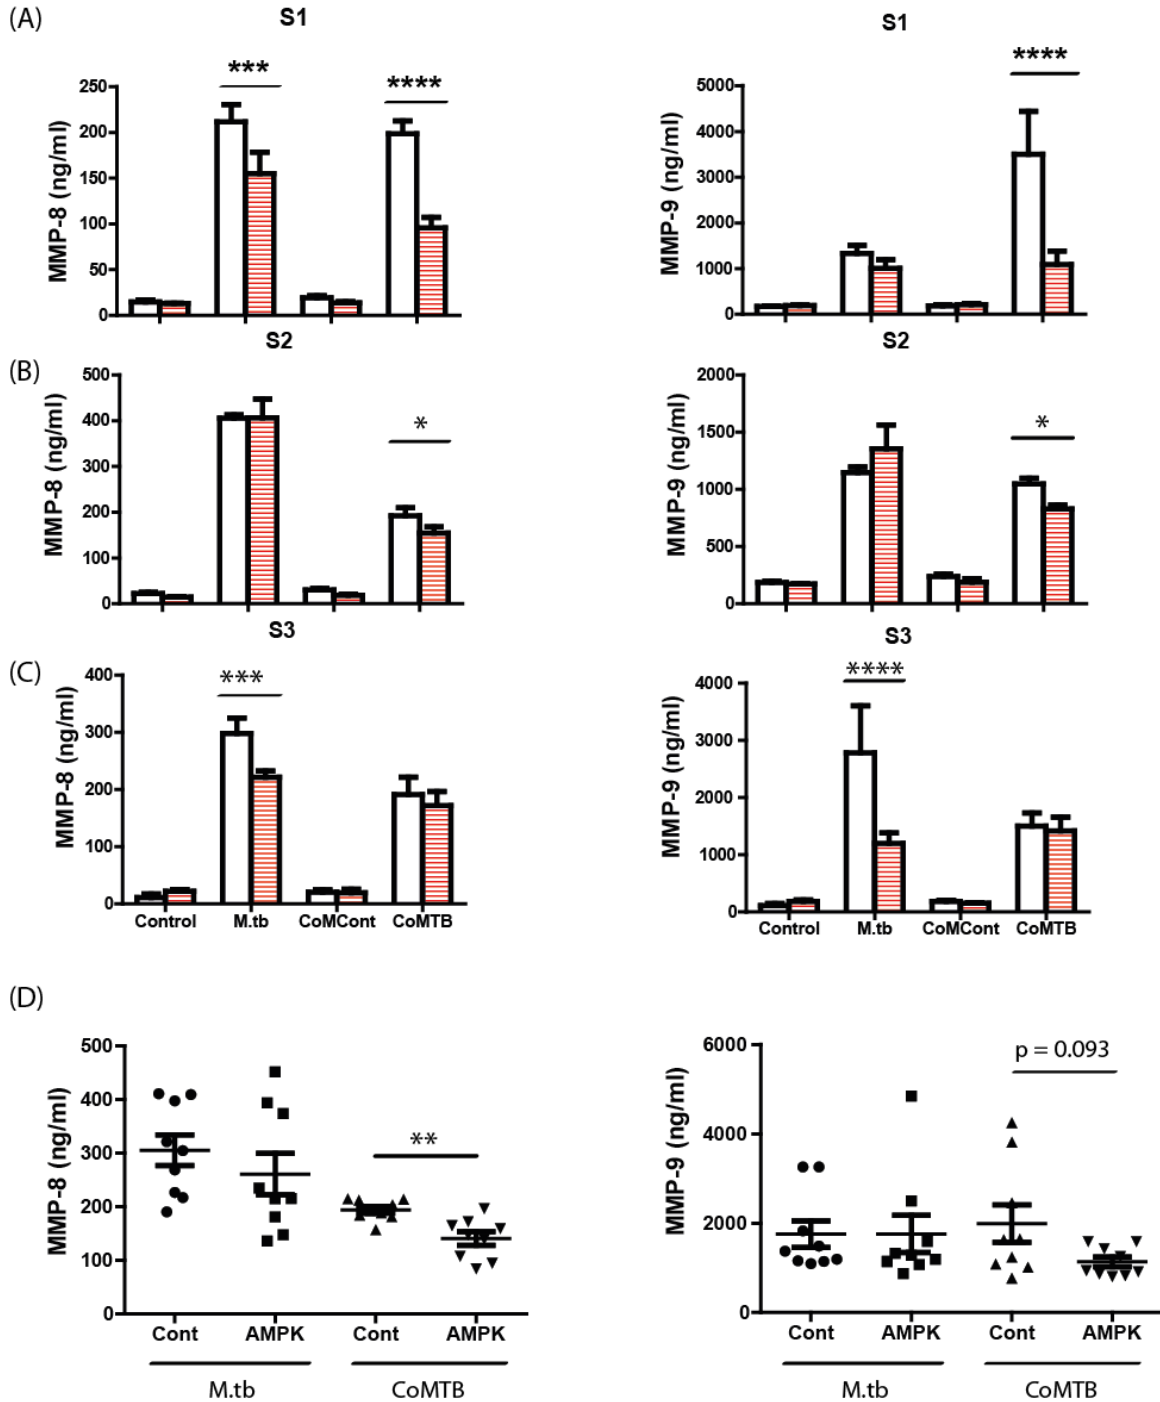 (A)
S1
S1
***
****
****
MMP-8 (ng/ml)
250
200
150
100
50
0
MMP-9 (ng/ml)
5000
4000
3000
2000
1000
0
(B)
S2
S2
*
*
MMP-8 (ng/ml)
500
400
300
200
100
0
MMP-9 (ng/ml)
2000
1500
1000
500
0
(C)
S3
S3
***
****
MMP-8 (ng/ml)
400
300
200
100
0
Control M.tb CoMCont CoMTB
MMP-9 (ng/ml)
4000
3000
2000
1000
0
Control M.tb CoMCont CoMTB
(D)
MMP-8 (ng/ml)
500
400
300
200
100
0
**
Cont AMPK Cont AMPK
M.tb CoMTB
MMP-9 (ng/ml)
6000
4000
2000
0
p = 0.093
Cont AMPK Cont AMPK
M.tb CoMTB